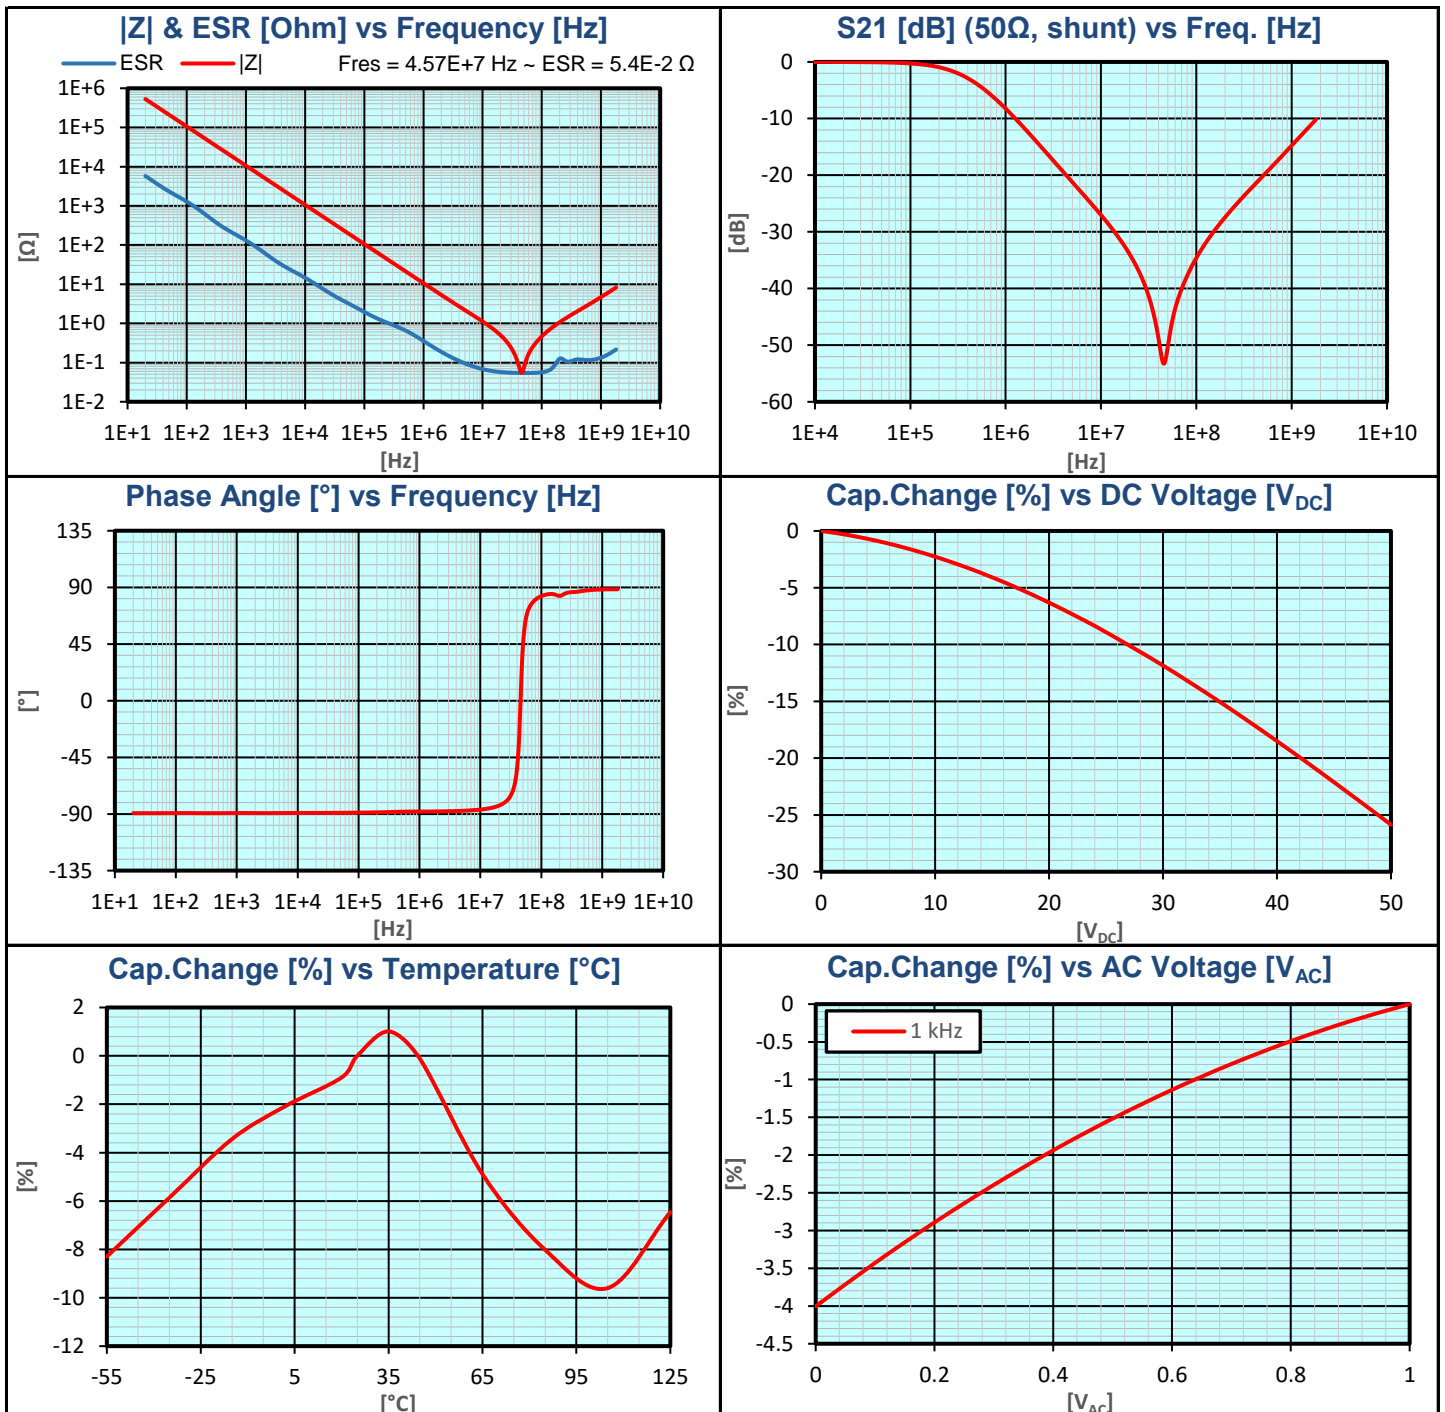 |Z| & ESR [Ohm] vs Frequency [Hz]
ESR |Z| Fres = 4.57E+7 Hz ~ ESR = 5.4E-2 Ω
1E+6
1E+5
1E+4
1E+3
1E+2
1E+1
1E+0
1E-1
1E-2
[Ω]
1E+1 1E+2 1E+3 1E+4 1E+5 1E+6 1E+7 1E+8 1E+9 1E+10
[Hz]
S21 [dB] (50Ω, shunt) vs Freq. [Hz]
0
-10
-20
-30
-40
-50
-60
[dB]
1E+4 1E+5 1E+6 1E+7 1E+8 1E+9 1E+10
[Hz]
Phase Angle [°] vs Frequency [Hz]
135
90
45
0
-45
-90
-135
[°]
1E+1 1E+2 1E+3 1E+4 1E+5 1E+6 1E+7 1E+8 1E+9 1E+10
[Hz]
Cap.Change [%] vs DC Voltage [VDC]
0
-5
-10
-15
-20
-25
-30
[%]
0 10 20 30 40 50
[VDC]
Cap.Change [%] vs Temperature [°C]
2
0
-2
-4
-6
-8
-10
-12
[%]
-55 -25 5 35 65 95 125
[°C]
Cap.Change [%] vs AC Voltage [VAC]
1 kHz
0
-0.5
-1
-1.5
-2
-2.5
-3
-3.5
-4
-4.5
[%]
0 0.2 0.4 0.6 0.8 1
[VAC]